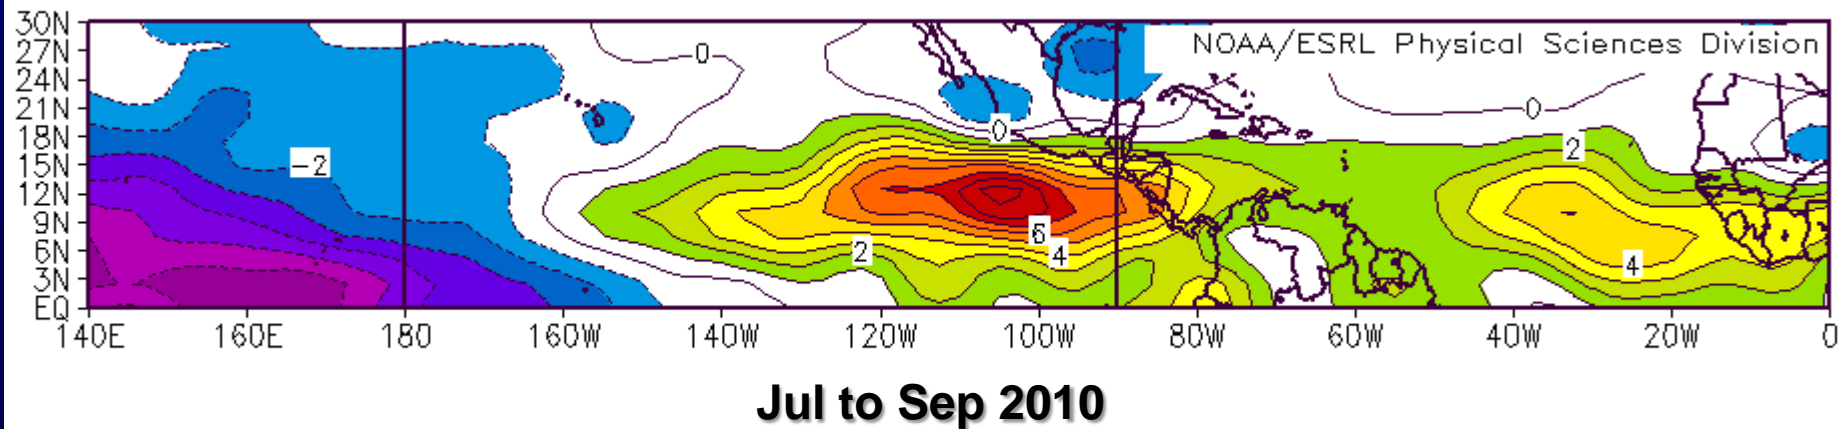 30N
27N
24N
21N
18N
15N
12N
9N
6N
3N
EQ
NOAA/ESRL Physical Sciences Division
0
0
0
-2
2
2
6
4
4
140E 160E 180 160W 140W 120W 100W 80W 60W 40W 20W 0
Jul to Sep 2010